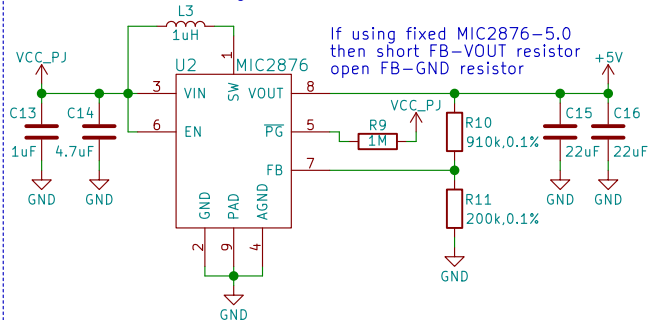 L3
1uH
If using fixed MIC2876-5.0
then short FB-VOUT resistor
open FB-GND resistor
VCC_PJ
+5V
1
U2
MIC2876
3
VIN
SW
VOUT
8
C13
C14
VCC_PJ
C15
C16
6
EN
PG
5
R9
1M
R10
910k,0.1%
1uF
4.7uF
22uF
22uF
FB
7
GND
GND
GND
PAD
AGND
R11
200k,0.1%
GND
GND
2
9
4
GND
GND